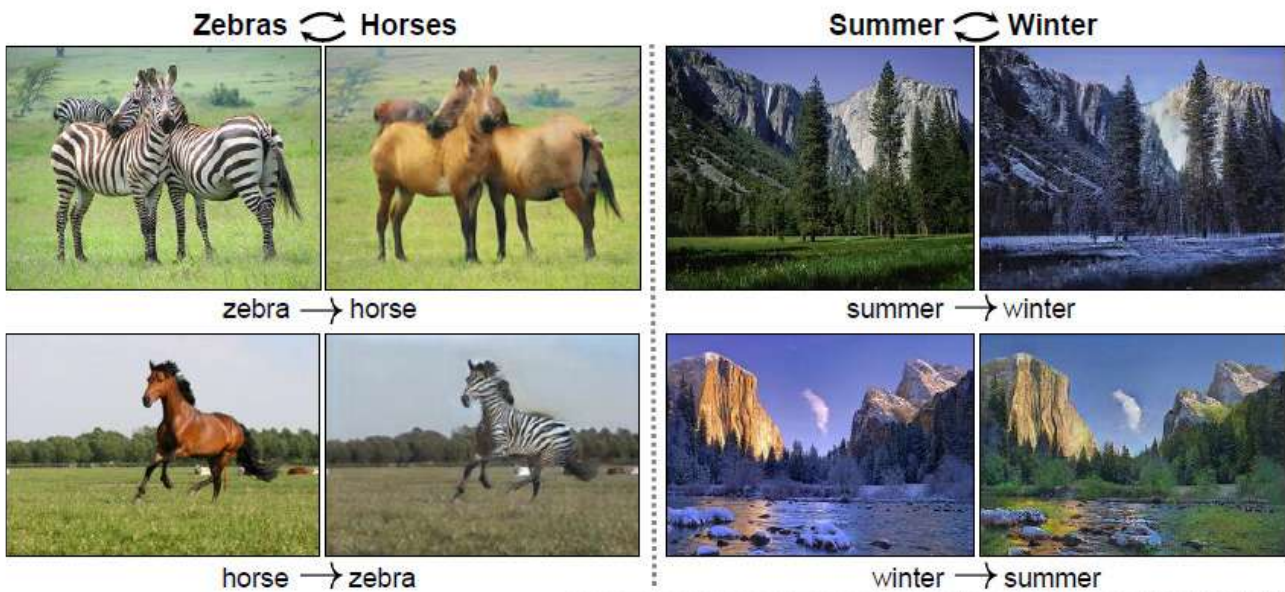 Zebras Horses
zebra → horse
horse → zebra
Summer Winter
summer → winter
winter → summer